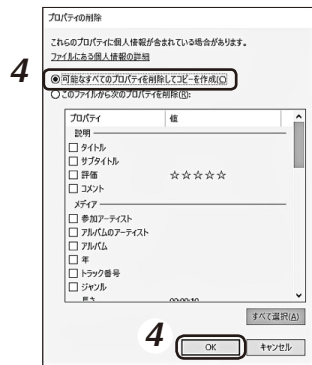 プロパティの削除
これらのプロパティに個人情報が含まれている場合があります。
ファイルにある個人情報の詳細
4
可能なすべてのプロパティを削除してコピーを作成(C)
このファイルから次のプロパティを削除(R):
プロパティ 値
説明
タイトル
サブタイトル
評価 ☆☆☆☆☆
コメント
メディア
参加アーティスト
アルバムのアーティスト
アルバム
年
トラック番号
ジャンル
長さ 00:00:10
すべて選択(A)
4
OK キャンセル